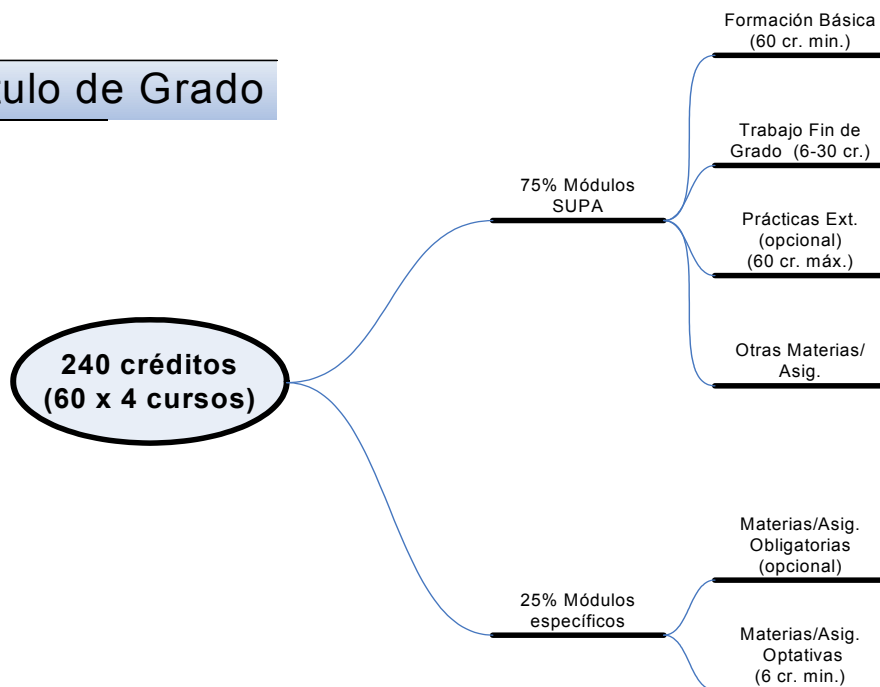 tulo de Grado
Formación Básica
(60 cr. min.)
Trabajo Fin de
Grado (6-30 cr.)
75% Módulos
SUPA
Prácticas Ext.
(opcional)
(60 cr. máx.)
Otras Materias/
Asig.
240 créditos
(60 x 4 cursos)
Materias/Asig.
Obligatorias
(opcional)
25% Módulos
específicos
Materias/Asig.
Optativas
(6 cr. min.)